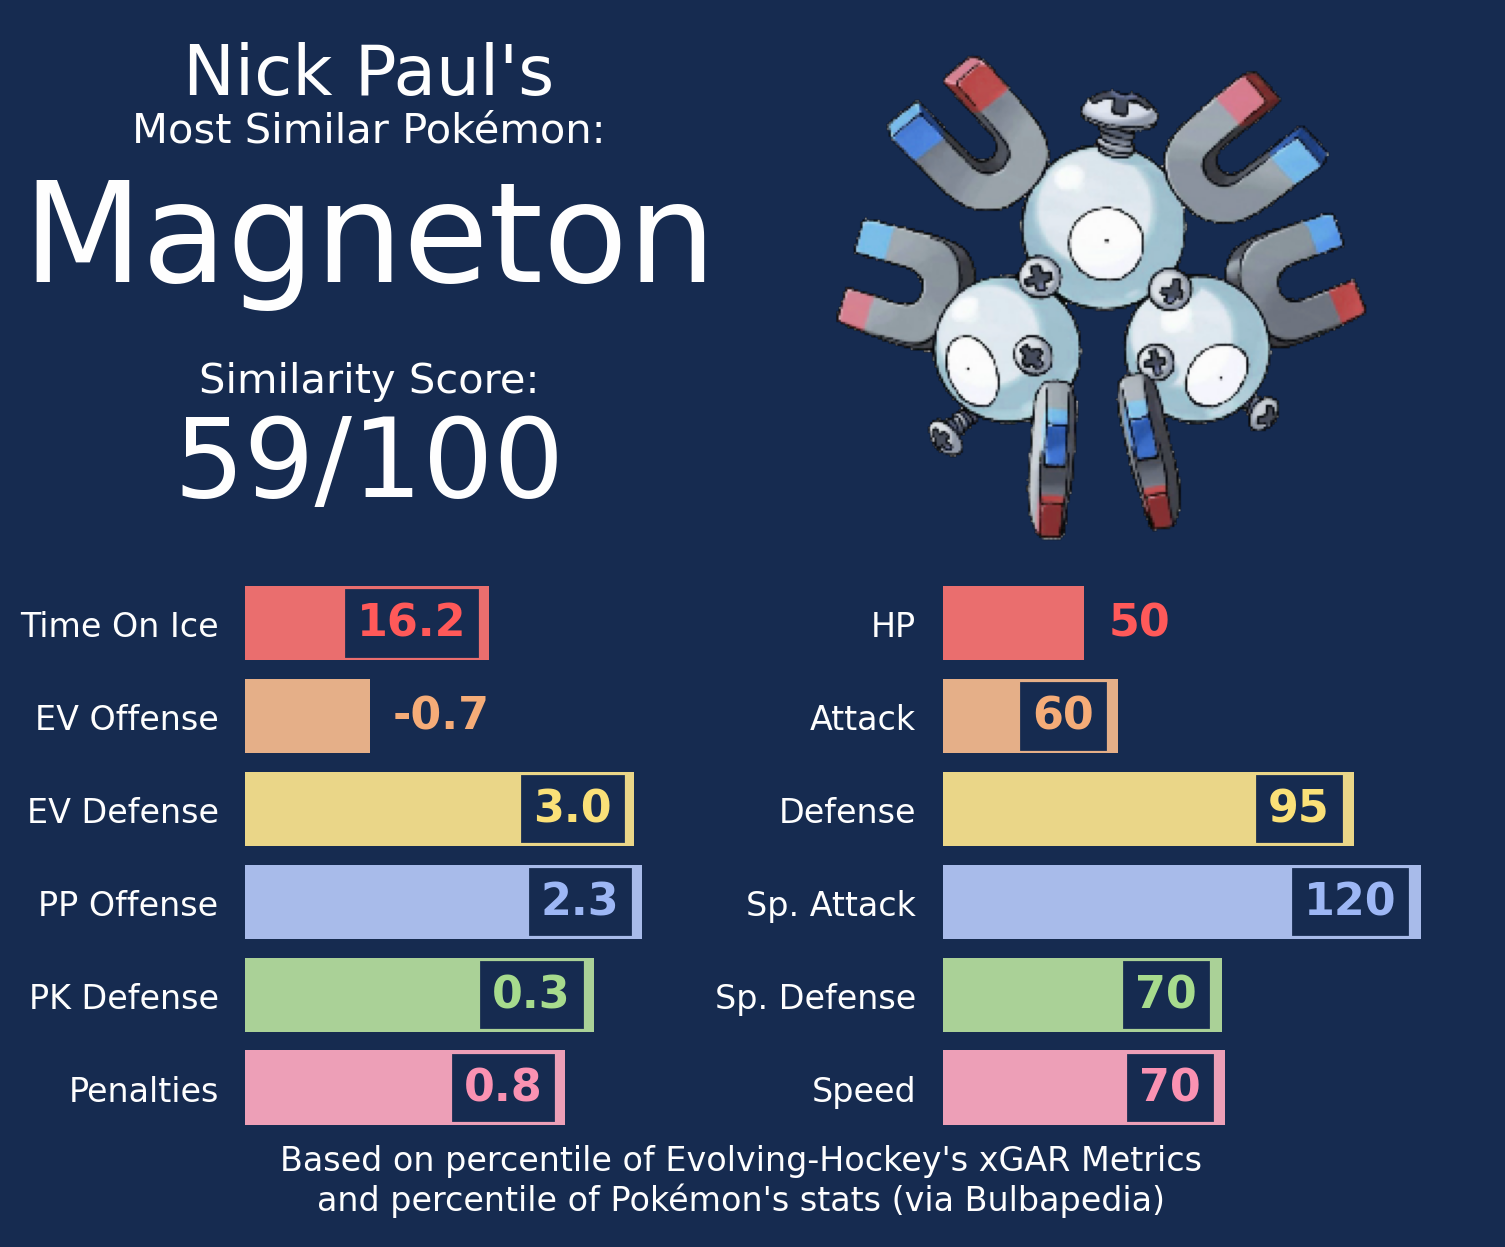 Nick Paul's
Most Similar Pokémon:
Magneton
Similarity Score:
59/100
Time On Ice 16.2
EV Offense -0.7
EV Defense 3.0
PP Offense 2.3
PK Defense 0.3
Penalties 0.8
HP 50
Attack 60
Defense 95
Sp. Attack 120
Sp. Defense 70
Speed 70
Based on percentile of Evolving-Hockey's xGAR Metrics
and percentile of Pokémon's stats (via Bulbapedia)